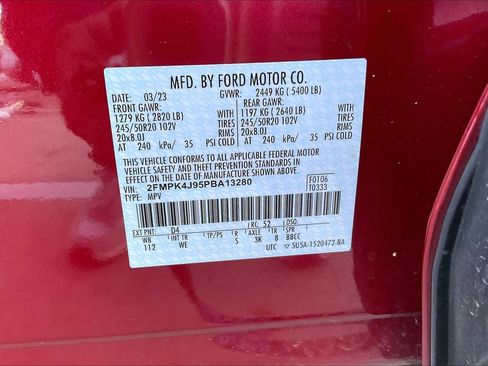 MFD. BY FORD MOTOR CO.
DATE: 03/23 GVWR: 2449 KG ( 5400 LB)
FRONT GAWR: REAR GAWR:
1279 KG ( 2820 LB) WITH 1197 KG ( 2640 LB) WITH
245/50R20 102V TIRES 245/50R20 102V TIRES
20x8.0J RIMS 20x8.0J RIMS
AT 240 kPa/ 35 PSI COLD AT 240 kPa/ 35 PSI COLD
THIS VEHICLE CONFORMS TO ALL APPLICABLE FEDERAL MOTOR
VEHICLE SAFETY AND THEFT PREVENTION STANDARDS IN
EFFECT ON THE DATE OF MANUFACTURE SHOWN ABOVE.
VIN: 2FMPK4J95PBA13280 F0T06
TYPE: MPV T0333
EXT PNT: D4 RC: 52 DSO:
WB INT TR TP/PS R AXLE TR SPR
112 WE S 3K 8 BBCC
UTC 5U5A-1520472-BA